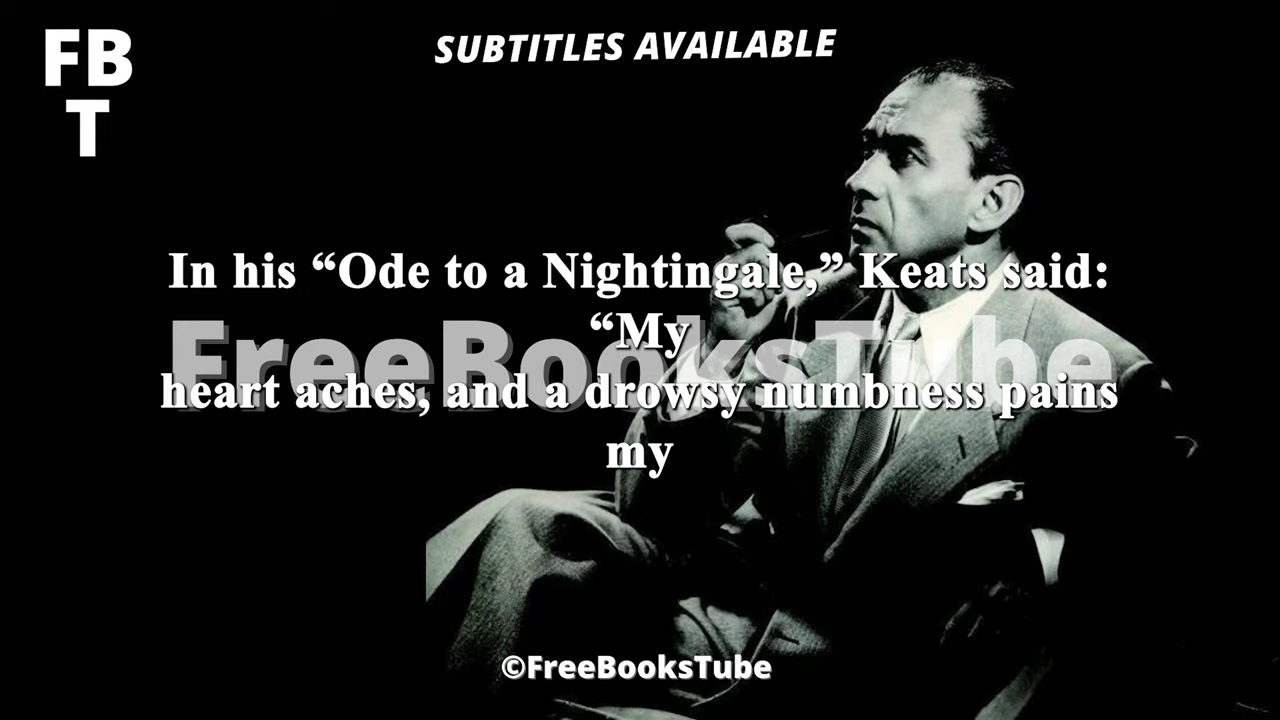 FB
T
SUBTITLES AVAILABLE
In his “Ode to a Nightingale,” Keats said:
“My
FreeBooksTube
heart aches, and a drowsy numbness pains
my
©FreeBooksTube